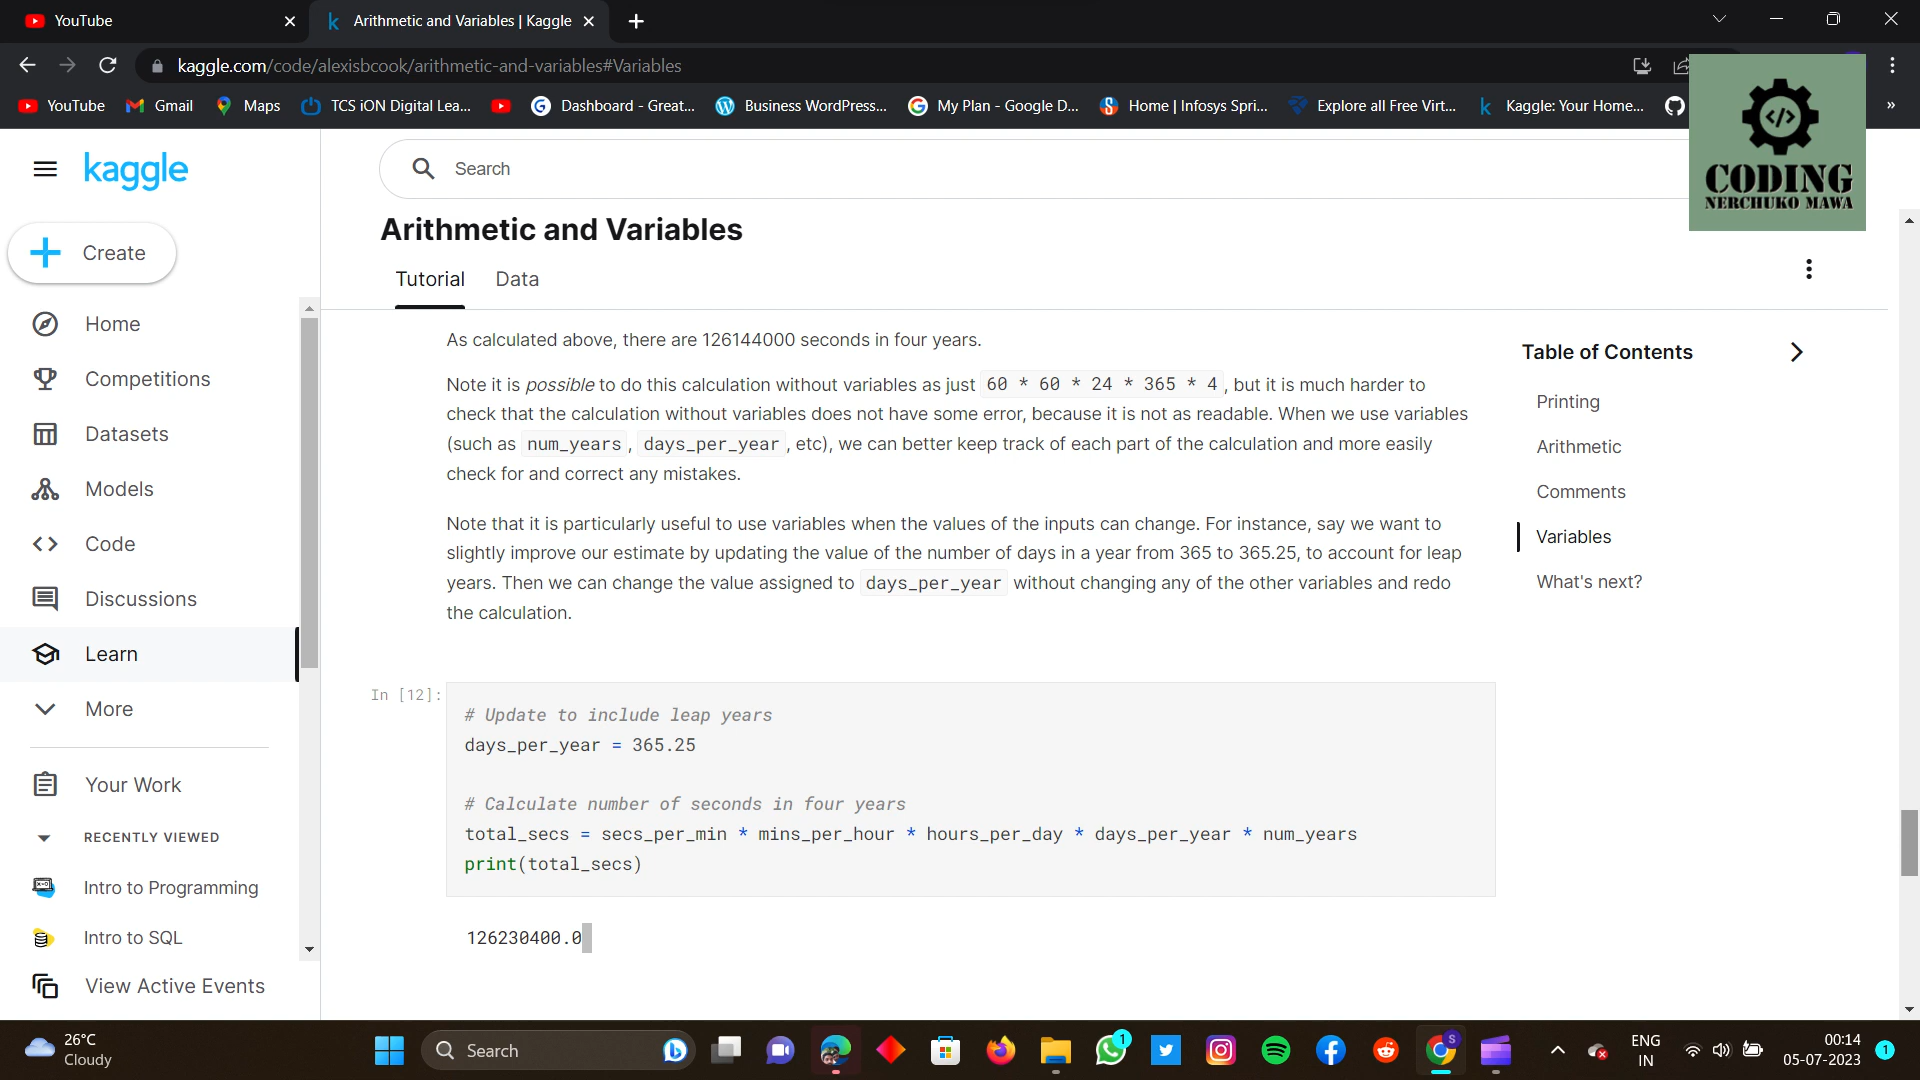 YouTube
Arithmetic and Variables | Kaggle
kaggle.com/code/alexisbcook/arithmetic-and-variables#Variables
YouTube Gmail Maps TCS iON Digital Lea... Dashboard - Great... Business WordPress... My Plan - Google D... Home | Infosys Spri... Explore all Free Virt... Kaggle: Your Home... »
CODING
NERCHUKO MAWA
kaggle
Search
Create
Arithmetic and Variables
Tutorial Data
Home
Competitions
Datasets
Models
Code
Discussions
Learn
More
Your Work
RECENTLY VIEWED
Intro to Programming
Intro to SQL
View Active Events
As calculated above, there are 126144000 seconds in four years.
Note it is possible to do this calculation without variables as just 60 * 60 * 24 * 365 * 4 , but it is much harder to
check that the calculation without variables does not have some error, because it is not as readable. When we use variables
(such as num_years , days_per_year , etc), we can better keep track of each part of the calculation and more easily
check for and correct any mistakes.
Note that it is particularly useful to use variables when the values of the inputs can change. For instance, say we want to
slightly improve our estimate by updating the value of the number of days in a year from 365 to 365.25, to account for leap
years. Then we can change the value assigned to days_per_year without changing any of the other variables and redo
the calculation.
In [12]:
# Update to include leap years
days_per_year = 365.25
# Calculate number of seconds in four years
total_secs = secs_per_min * mins_per_hour * hours_per_day * days_per_year * num_years
print(total_secs)
126230400.0
Table of Contents
Printing
Arithmetic
Comments
Variables
What's next?
26°C
Cloudy
Search
1
S
ENG
IN
00:14
05-07-2023
1